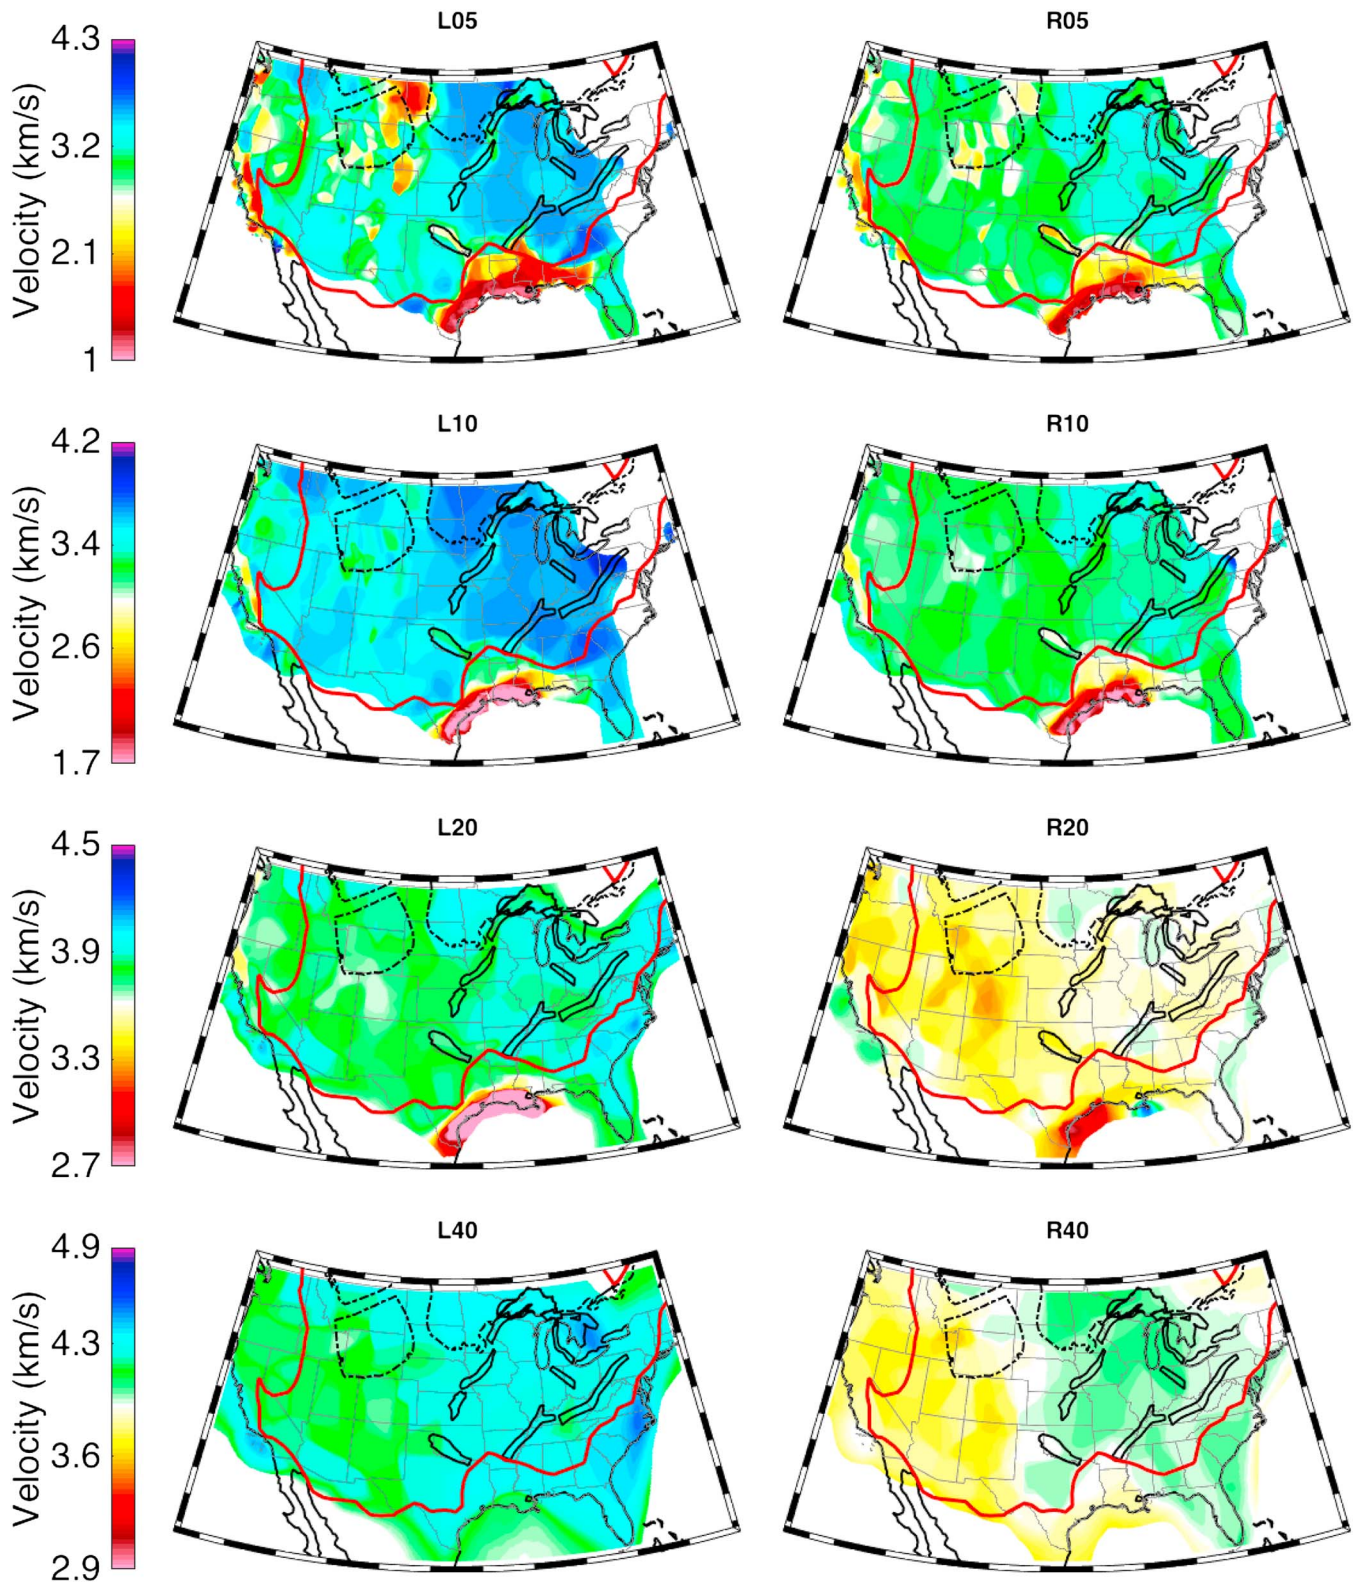 L05
R05
4.3
3.2
2.1
1
Velocity (km/s)
L10
R10
4.2
3.4
2.6
1.7
Velocity (km/s)
L20
R20
4.5
3.9
3.3
2.7
Velocity (km/s)
L40
R40
4.9
4.3
3.6
2.9
Velocity (km/s)